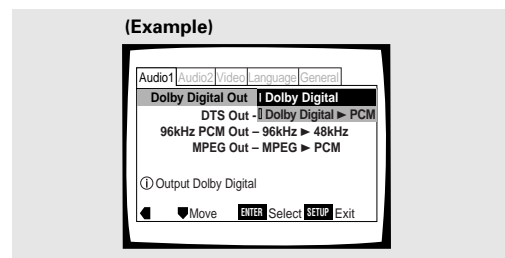 (Example)
Audio1 Audio2 Video Language General
Dolby Digital Out Dolby Digital
DTS Out - Dolby Digital ► PCM
96kHz PCM Out – 96kHz ► 48kHz
MPEG Out – MPEG ► PCM
ⓘ Output Dolby Digital
Move ENTER Select SETUP Exit